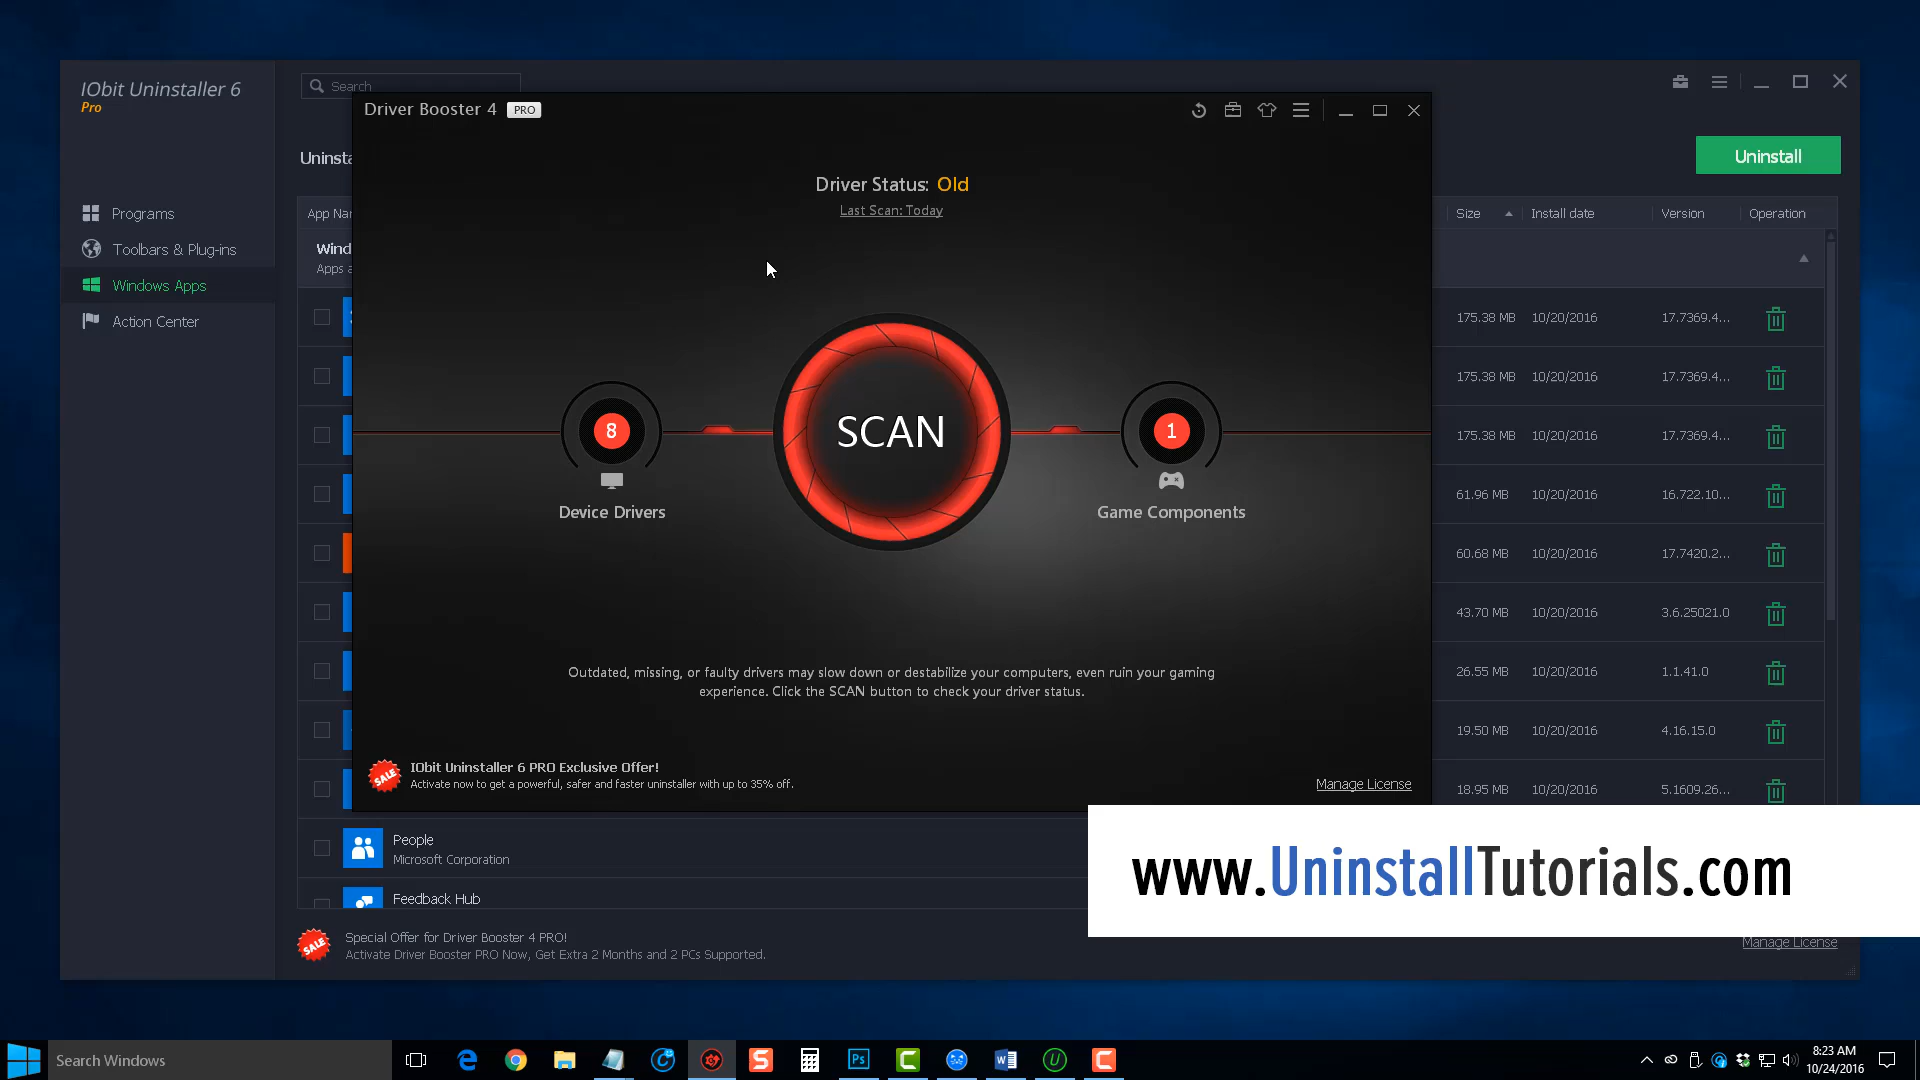 IObit Uninstaller 6
Pro
Search
Driver Booster 4 PRO
Uninsta
Uninstall
Driver Status: Old
Last Scan: Today
Programs
Toolbars & Plug-ins
Windows Apps
Action Center
App Nar
Size
Install date
Version
Operation
Wind
Apps a
175.38 MB 10/20/2016 17.7369.4...
175.38 MB 10/20/2016 17.7369.4...
175.38 MB 10/20/2016 17.7369.4...
61.96 MB 10/20/2016 16.722.10...
60.68 MB 10/20/2016 17.7420.2...
43.70 MB 10/20/2016 3.6.25021.0
26.55 MB 10/20/2016 1.1.41.0
19.50 MB 10/20/2016 4.16.15.0
18.95 MB 10/20/2016 5.1609.26...
8
SCAN
1
Device Drivers
Game Components
Outdated, missing, or faulty drivers may slow down or destabilize your computers, even ruin your gaming
experience. Click the SCAN button to check your driver status.
SALE
IObit Uninstaller 6 PRO Exclusive Offer!
Activate now to get a powerful, safer and faster uninstaller with up to 35% off.
Manage License
People
Microsoft Corporation
Feedback Hub
www.UninstallTutorials.com
SALE
Special Offer for Driver Booster 4 PRO!
Activate Driver Booster PRO Now, Get Extra 2 Months and 2 PCs Supported.
Manage License
Search Windows
8:23 AM
10/24/2016